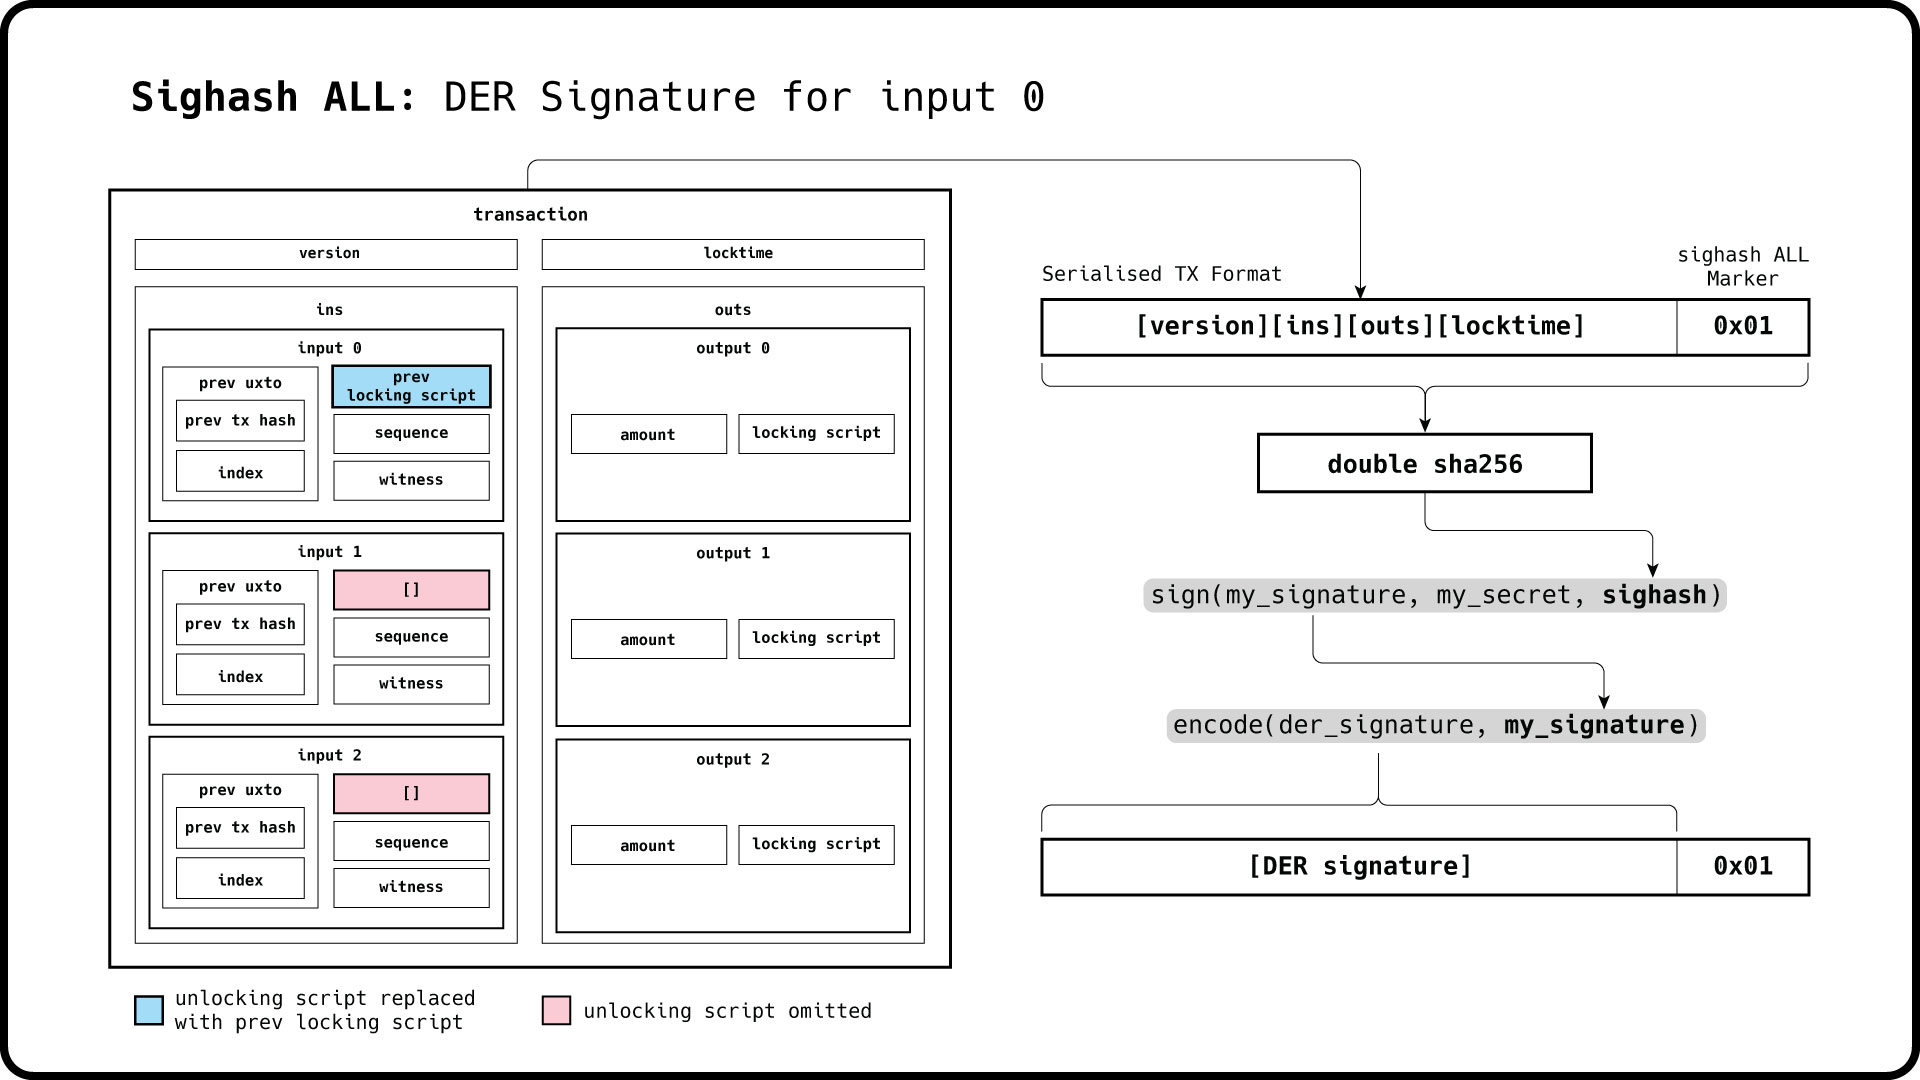 Sighash ALL: DER Signature for input 0
transaction
version
locktime
ins
input 0
prev uxto
prev tx hash
index
prev
locking script
sequence
witness
input 1
prev uxto
prev tx hash
index
[]
sequence
witness
input 2
prev uxto
prev tx hash
index
[]
sequence
witness
outs
output 0
amount
locking script
output 1
amount
locking script
output 2
amount
locking script
unlocking script replaced
with prev locking script
unlocking script omitted
Serialised TX Format
sighash ALL
Marker
[version][ins][outs][locktime]
0x01
double sha256
sign(my_signature, my_secret, sighash)
encode(der_signature, my_signature)
[DER signature]
0x01